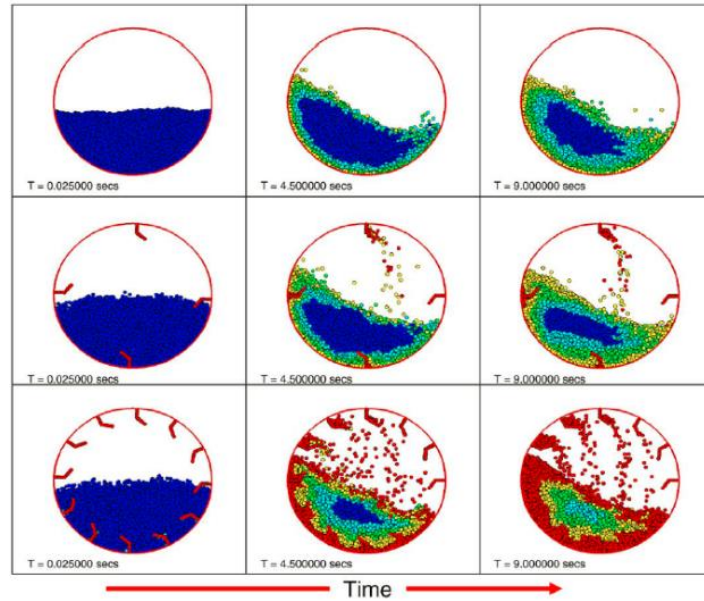 T = 0.025000 secs
T = 4.500000 secs
T = 9.000000 secs
T = 0.025000 secs
T = 4.500000 secs
T = 9.000000 secs
T = 0.025000 secs
T = 4.500000 secs
T = 9.000000 secs
Time